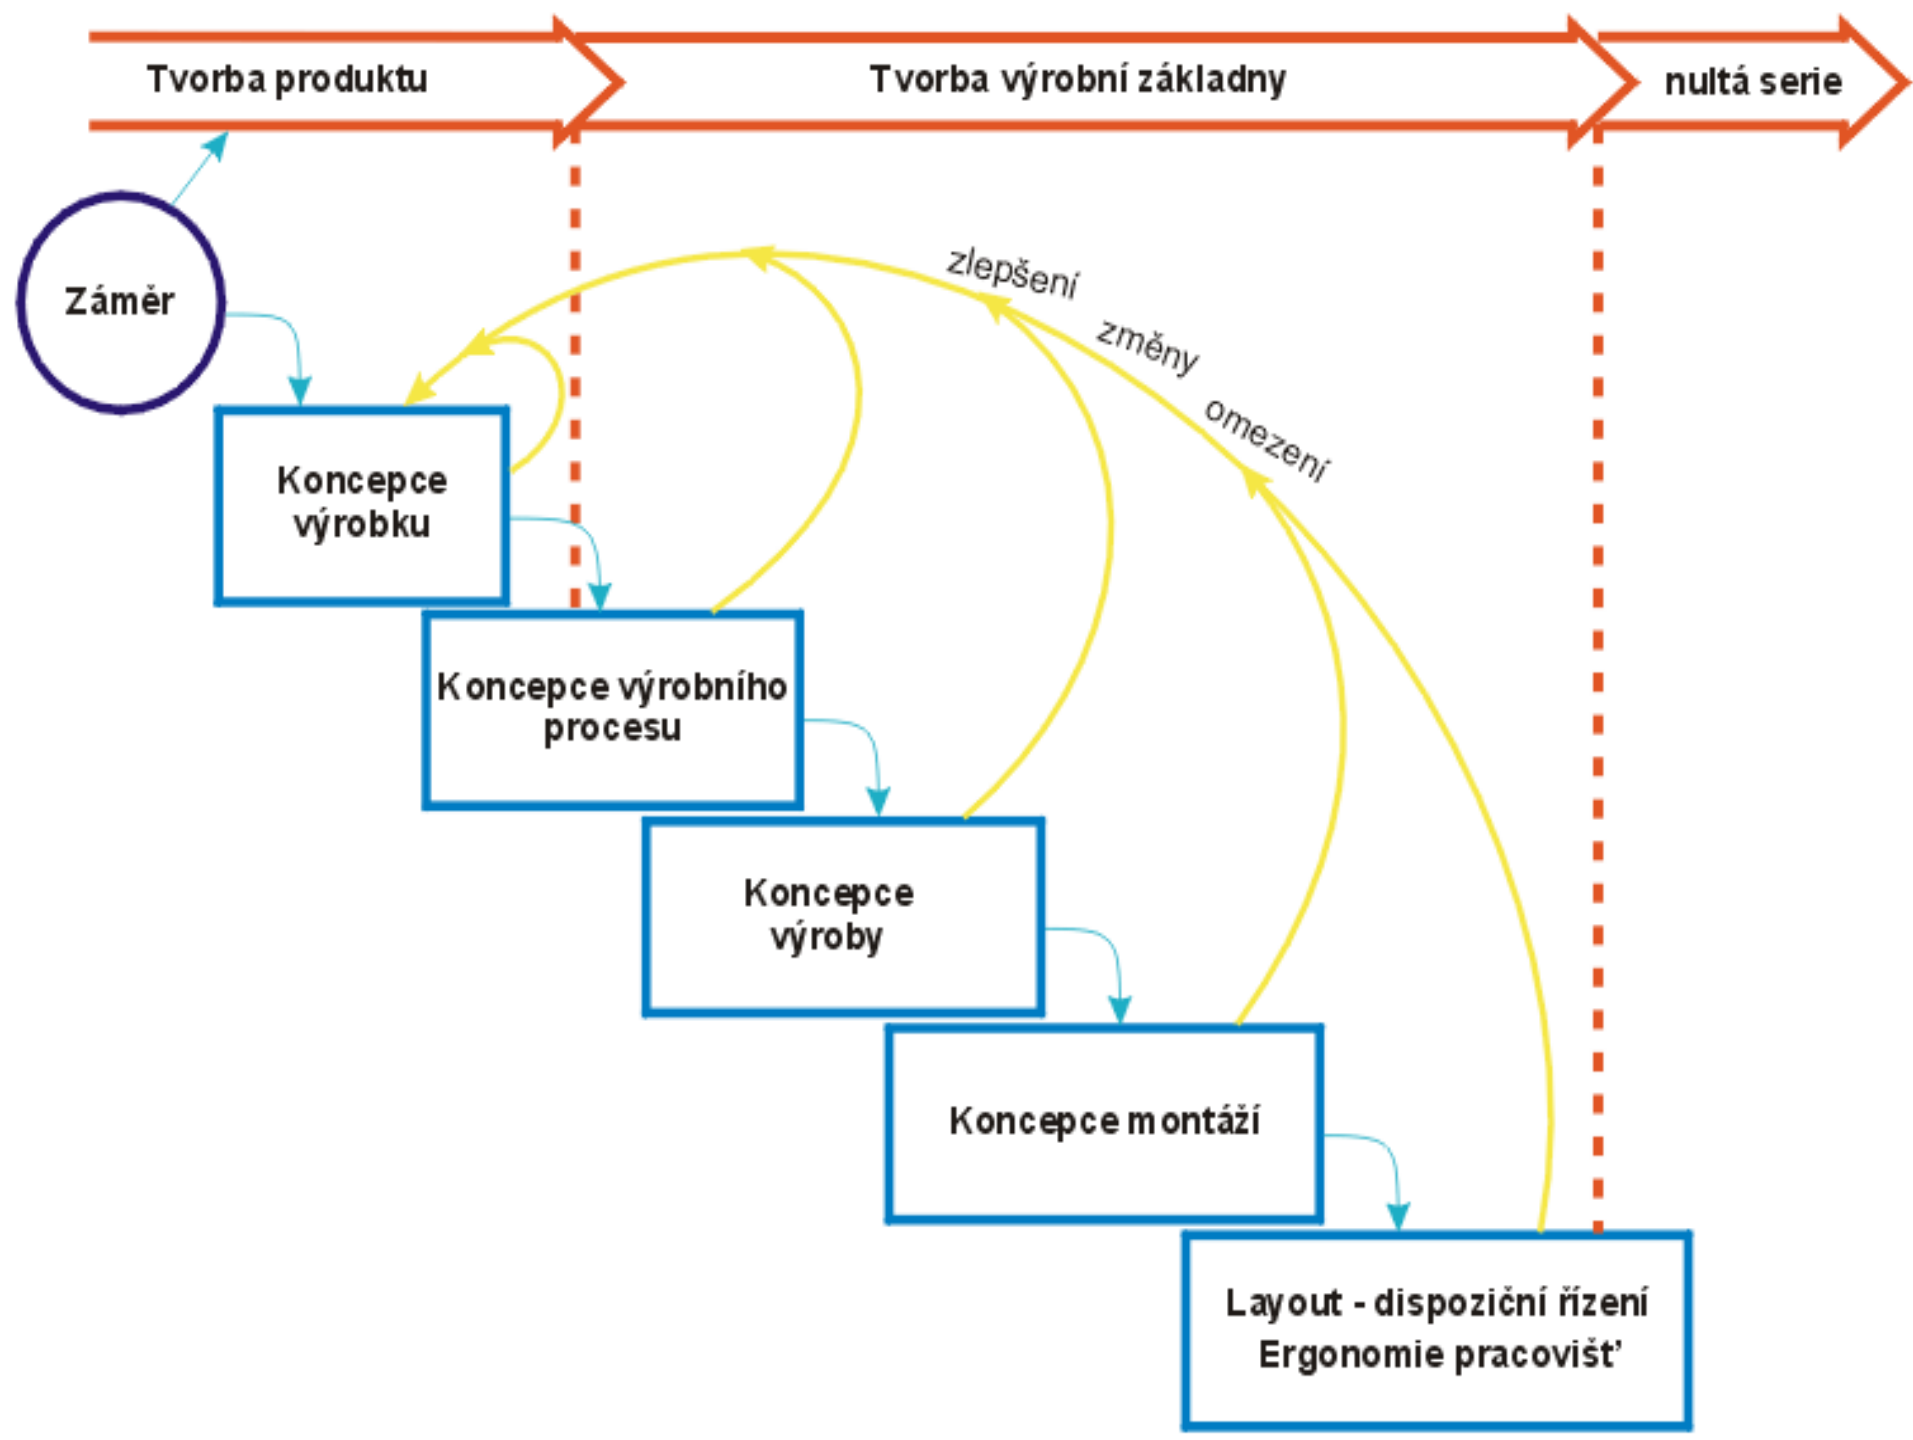 Tvorba produktu
Tvorba výrobní základny
nultá serie
Záměr
zlepšení
změny
omezení
Koncepce
výrobku
Koncepce výrobního
procesu
Koncepce
výroby
Koncepce montáží
Layout - dispoziční řízení
Ergonomie pracovišť